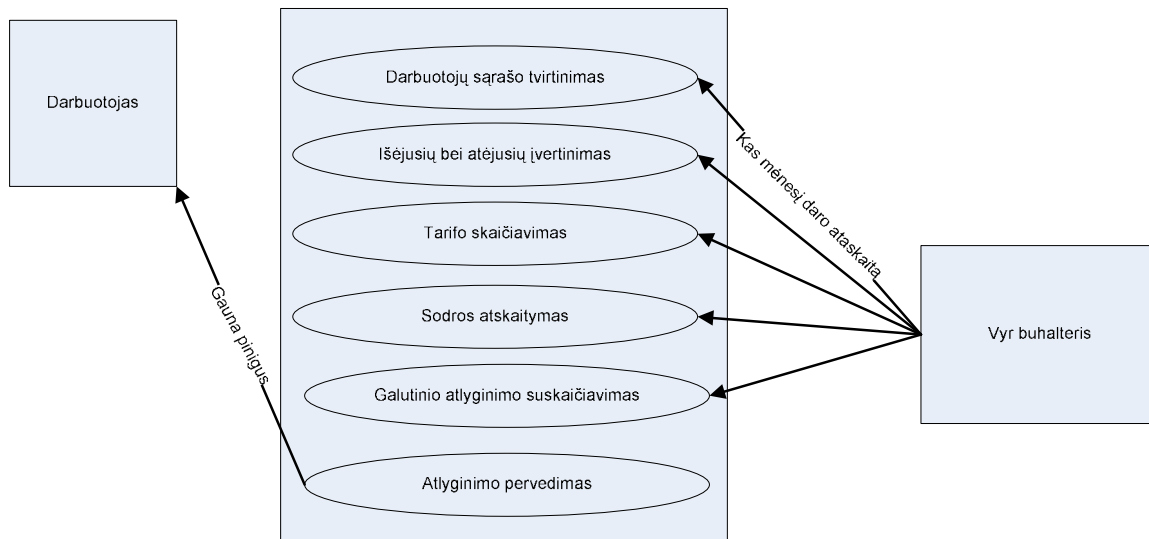 Darbuotojas
Darbuotojų sąrašo tvirtinimas
Išėjusių bei atėjusių įvertinimas
Tarifo skaičiavimas
Sodros atskaitymas
Galutinio atlyginimo suskaičiavimas
Atlyginimo pervedimas
Gauna pinigus
Kas mėnesį daro ataskaitą
Vyr buhalteris